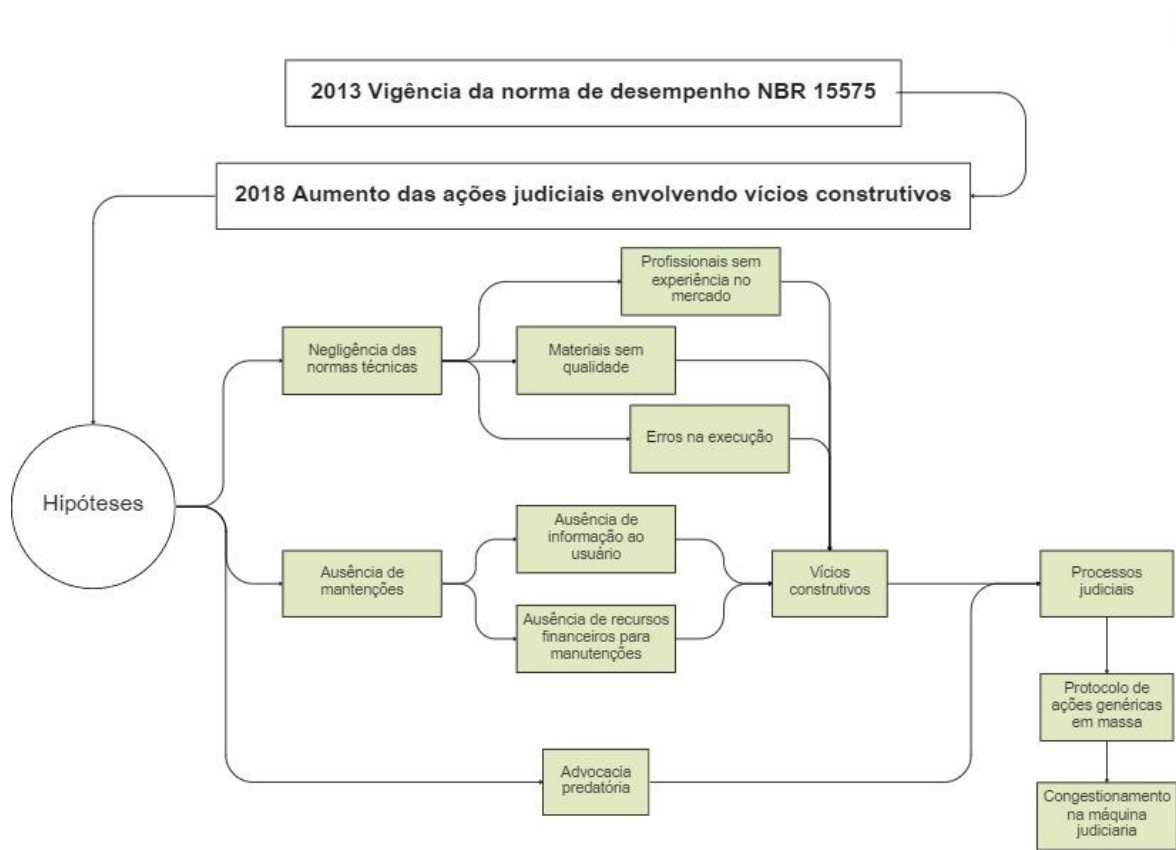 2013 Vigência da norma de desempenho NBR 15575
2018 Aumento das ações judiciais envolvendo vícios construtivos
Profissionais sem
experiência no
mercado
Negligência das
normas técnicas
Materiais sem
qualidade
Erros na execução
Hipóteses
Ausência de
informação ao
usuário
Ausência de
mantenções
Vícios
construtivos
Processos
judiciais
Ausência de recursos
financeiros para
manutenções
Protocolo de
ações genéricas
em massa
Advocacia
predatória
Congestionamento
na máquina
judiciaria